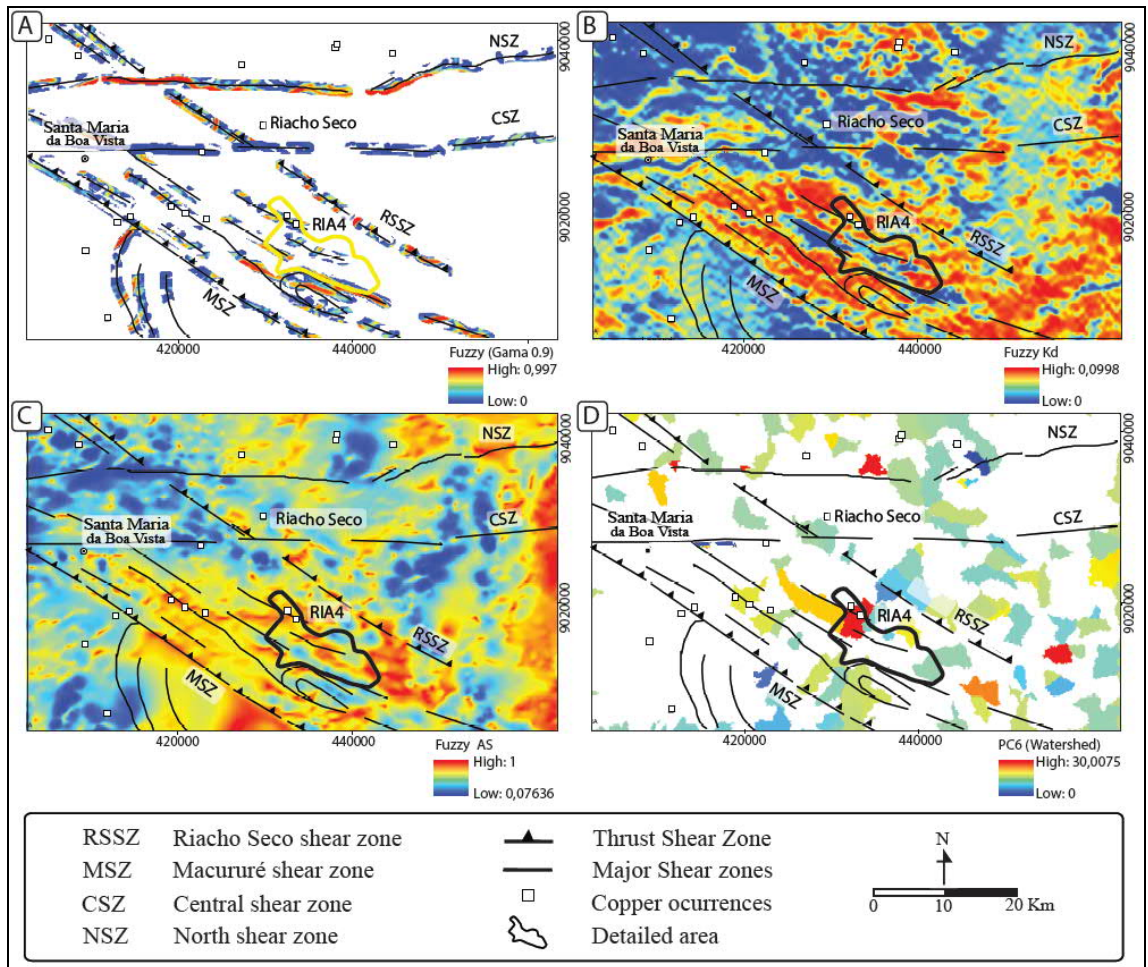 A
NSZ
9040000
CSZ
Riacho Seco
Santa Maria
da Boa Vista
9020000
RIA4
RSSZ
MSZ
420000
440000
Fuzzy (Gama 0.9)
High: 0,997
Low: 0
B
NSZ
9040000
CSZ
Riacho Seco
Santa Maria
da Boa Vista
9020000
RIA4
RSSZ
MSZ
420000
440000
Fuzzy Kd
High: 0,0998
Low: 0
C
NSZ
9040000
CSZ
Riacho Seco
Santa Maria
da Boa Vista
9020000
RIA4
RSSZ
MSZ
420000
440000
Fuzzy AS
High: 1
Low: 0,07636
D
NSZ
9040000
CSZ
Riacho Seco
Santa Maria
da Boa Vista
9020000
RIA4
RSSZ
MSZ
420000
440000
PC6 (Watershed)
High: 30,0075
Low: 0
RSSZ Riacho Seco shear zone
MSZ Macururé shear zone
CSZ Central shear zone
NSZ North shear zone
Thrust Shear Zone
Major Shear zones
Copper ocurrences
Detailed area
N
0 10 20 Km